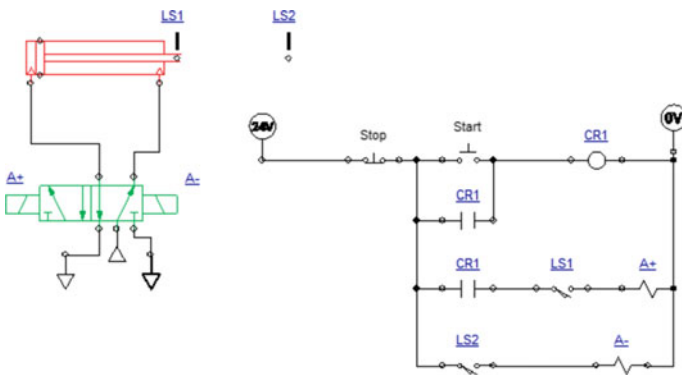 LS1
LS2
24V
Stop
Start
CR1
0V
A+
A-
CR1
CR1
LS1
A+
LS2
A-